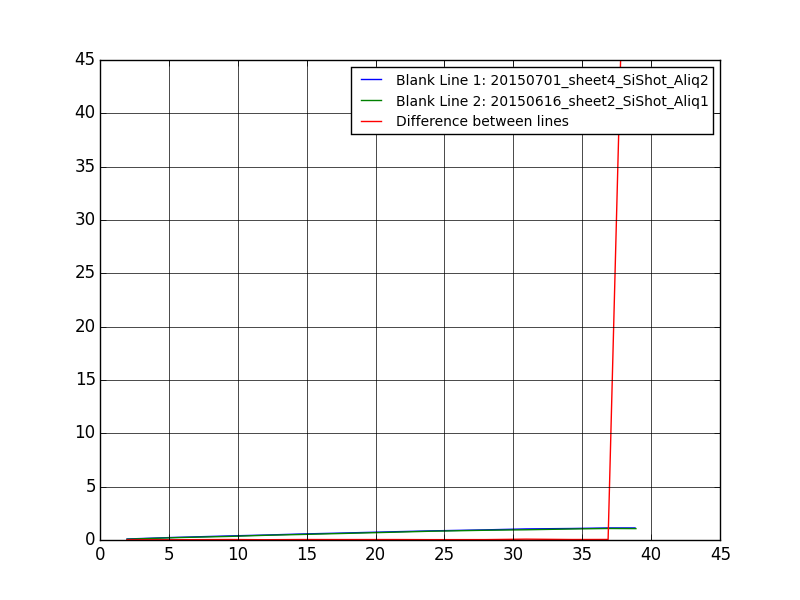 45
40
35
30
25
20
15
10
5
0
0 5 10 15 20 25 30 35 40 45
Blank Line 1: 20150701_sheet4_SiShot_Aliq2
Blank Line 2: 20150616_sheet2_SiShot_Aliq1
Difference between lines